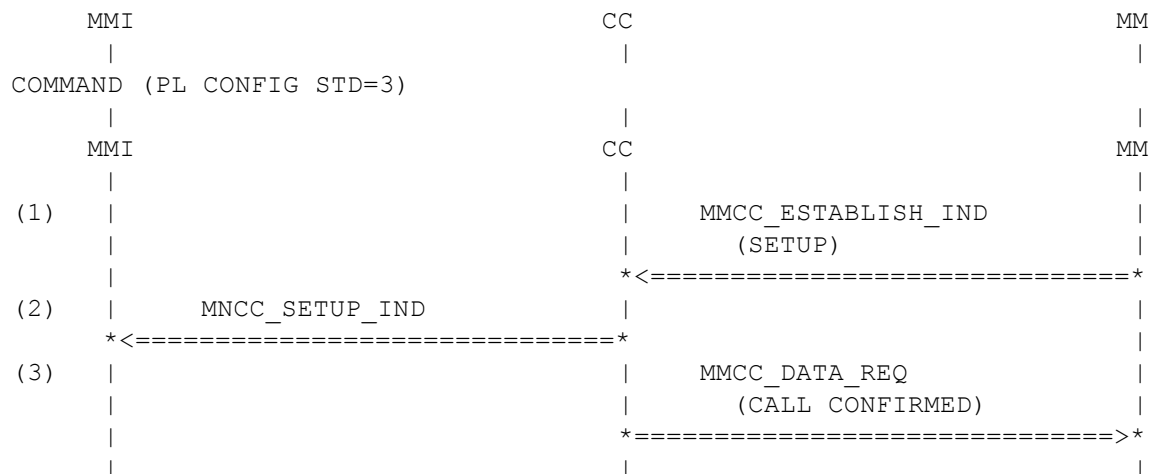 MMI CC MM
| | |
COMMAND (PL CONFIG STD=3)
| | |
MMI CC MM
| | |
(1) | | MMCC_ESTABLISH_IND |
| | (SETUP) |
| *<==============================*
(2) | MNCC_SETUP_IND | |
*<==============================* |
(3) | | MMCC_DATA_REQ |
| | (CALL CONFIRMED) |
| *==============================>*
| | |